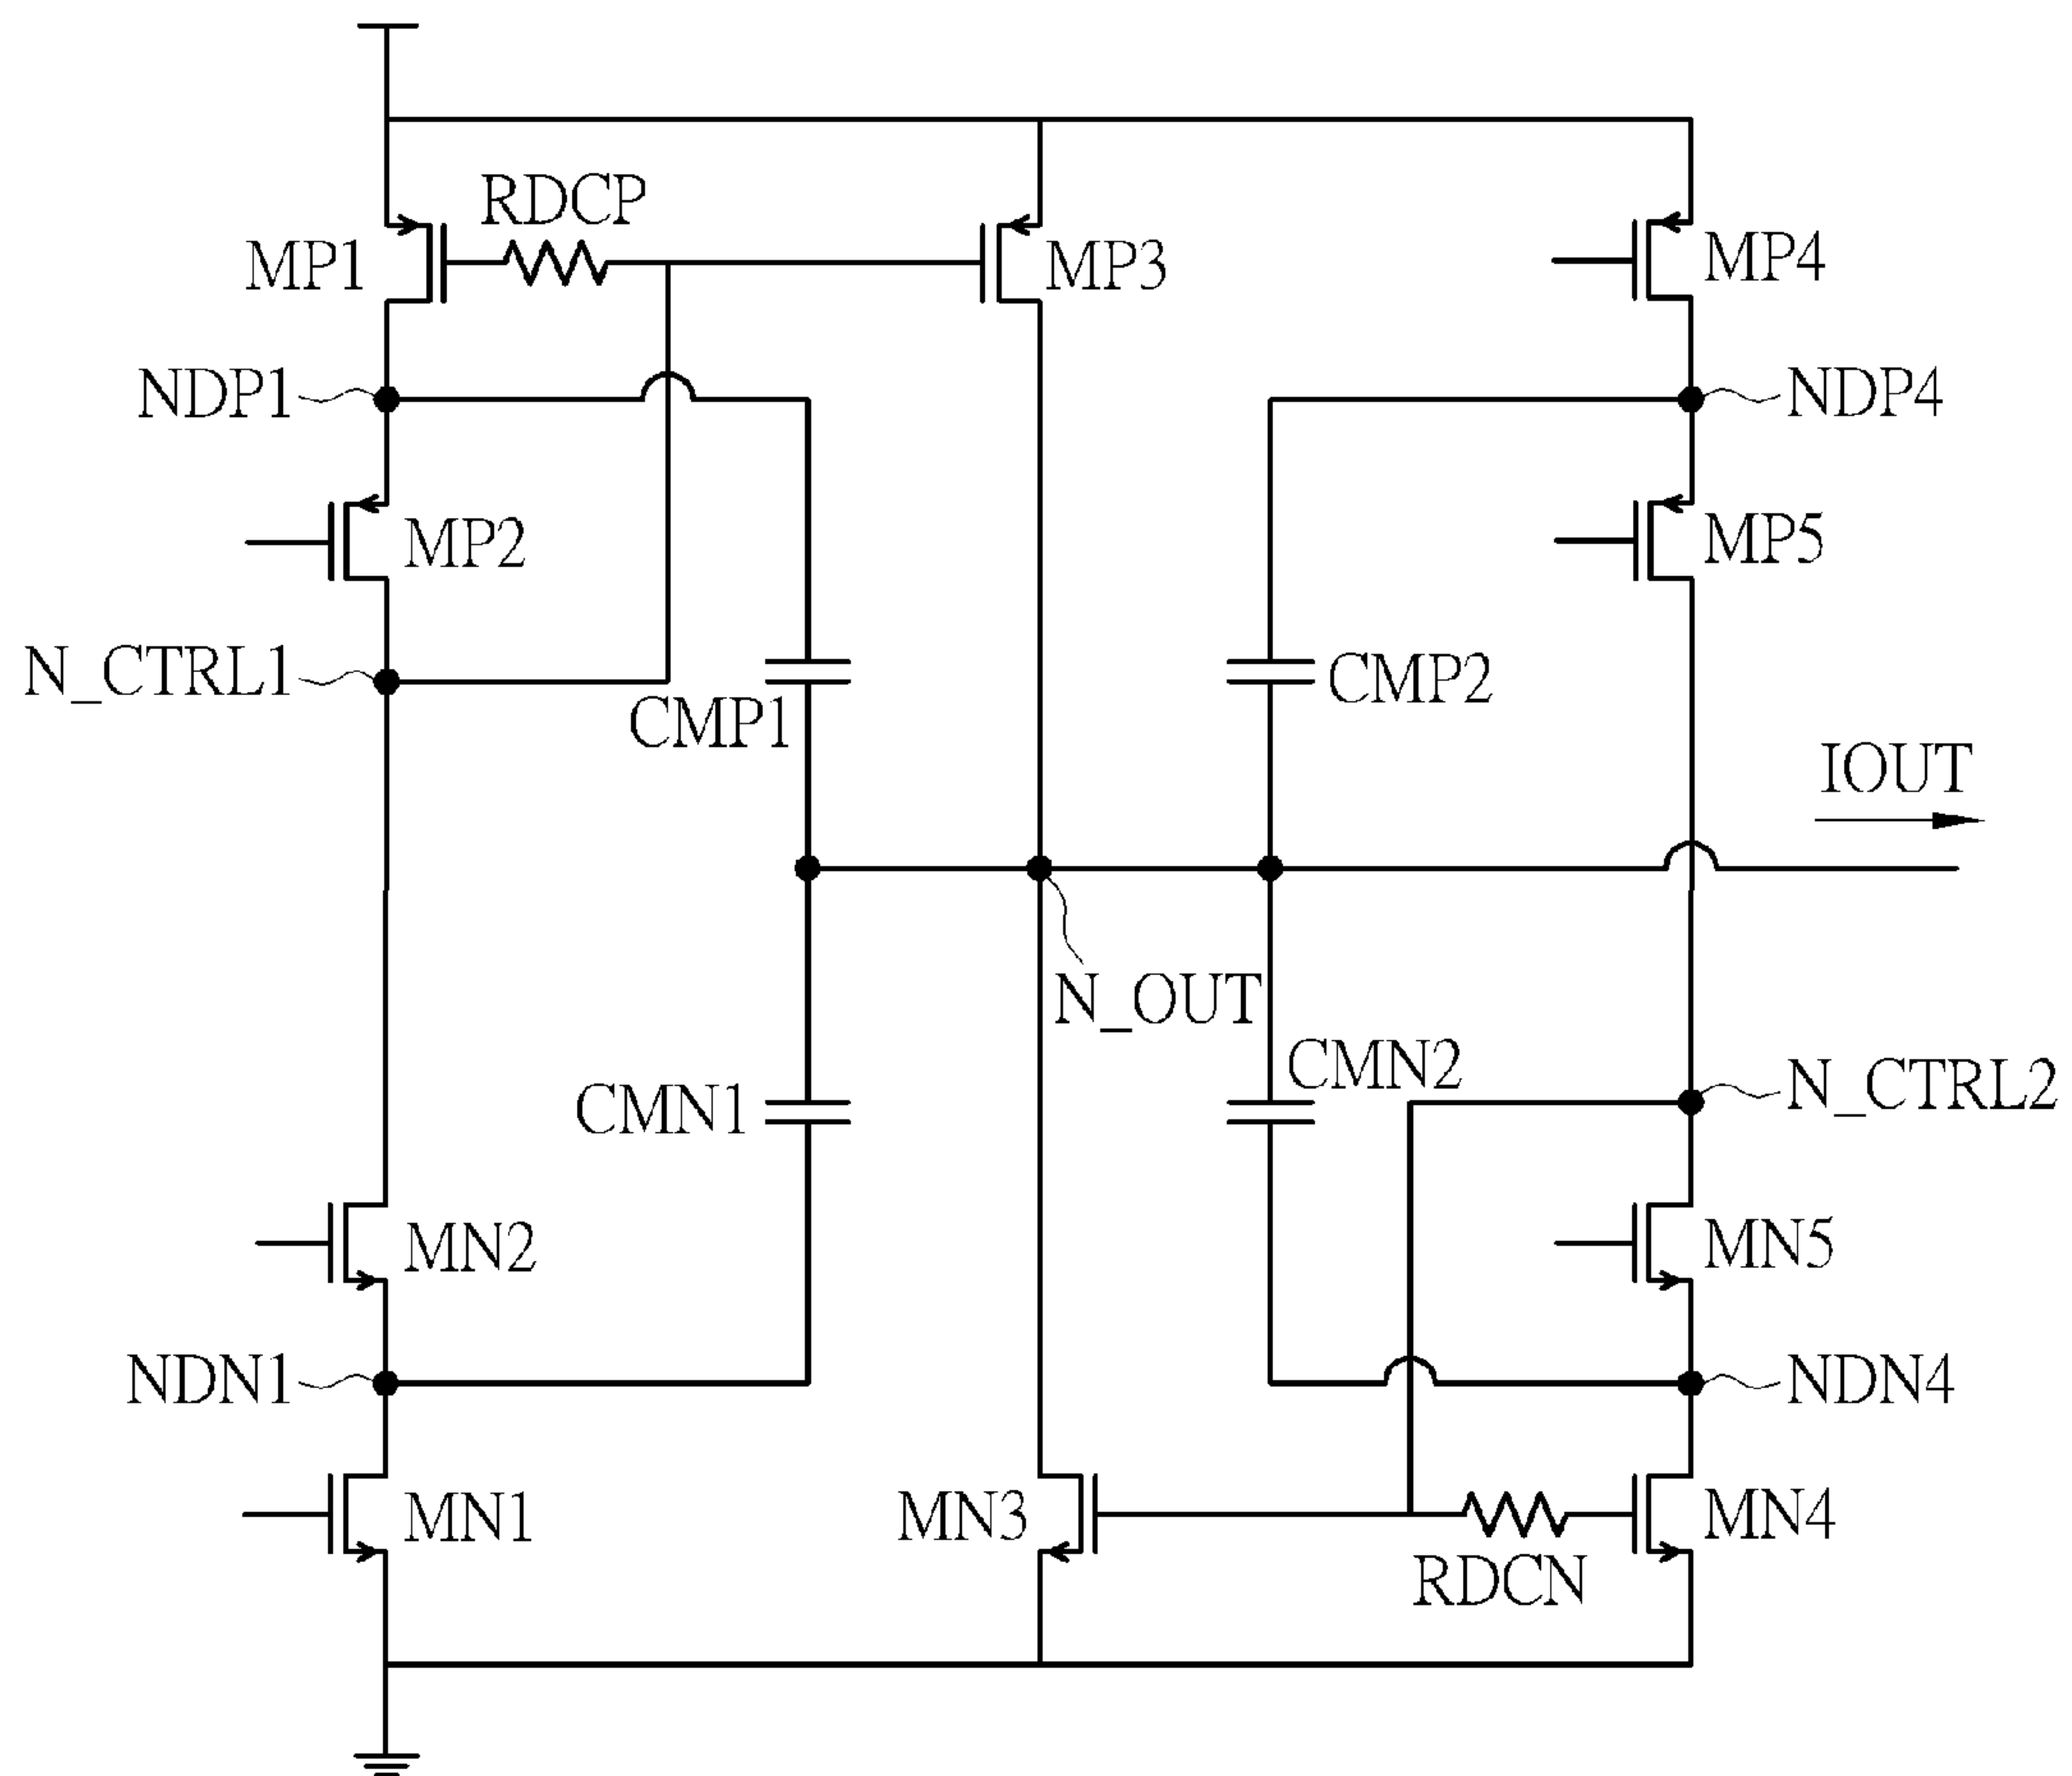 RDCP
MP1
MP3
MP4
NDP1
NDP4
MP2
MP5
N_CTRL1
CMP1
CMP2
IOUT
N_OUT
CMN1
CMN2
N_CTRL2
MN2
MN5
NDN1
NDN4
MN1
MN3
MN4
RDCN